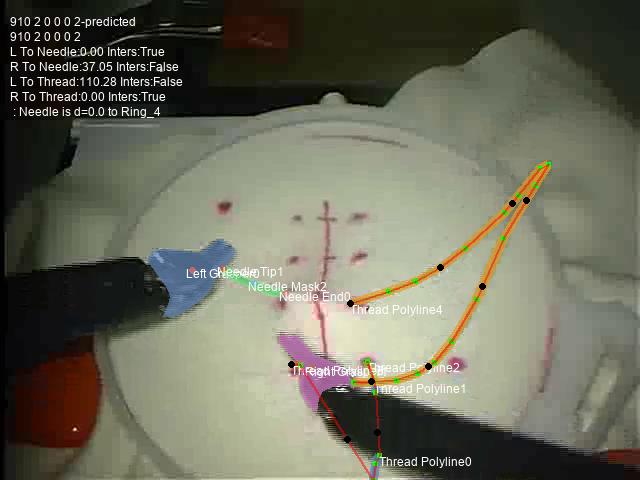 910 2 0 0 0 2-predicted
910 2 0 0 0 2
L To Needle:0.00 Inters:True
R To Needle:37.05 Inters:False
L To Thread:110.28 Inters:False
R To Thread:0.00 Inters:True
: Needle is d=0.0 to Ring_4
Needle Tip1
Needle Mask2
Needle End0
Thread Polyline4
Thread Polyline2
Thread Polyline1
Thread Polyline0